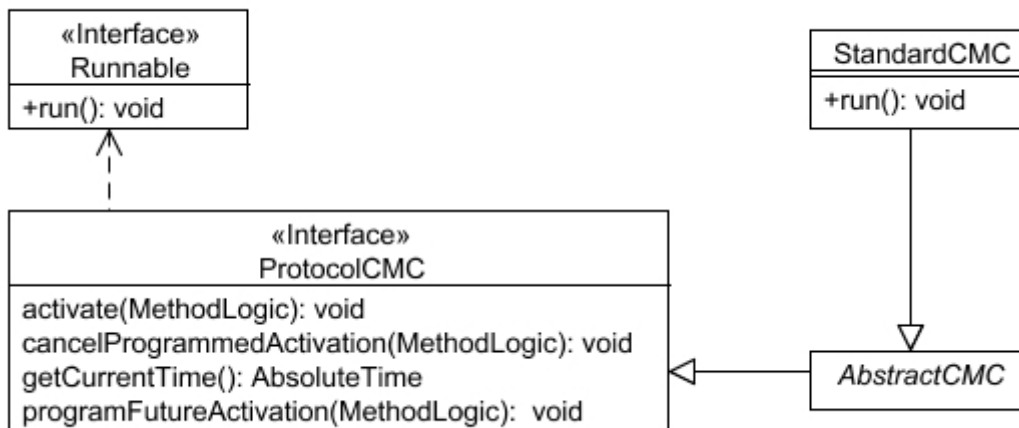 «Interface»
Runnable
+run(): void
StandardCMC
+run(): void
«Interface»
ProtocolCMC
activate(MethodLogic): void
cancelProgrammedActivation(MethodLogic): void
getCurrentTime(): AbsoluteTime
programFutureActivation(MethodLogic): void
AbstractCMC